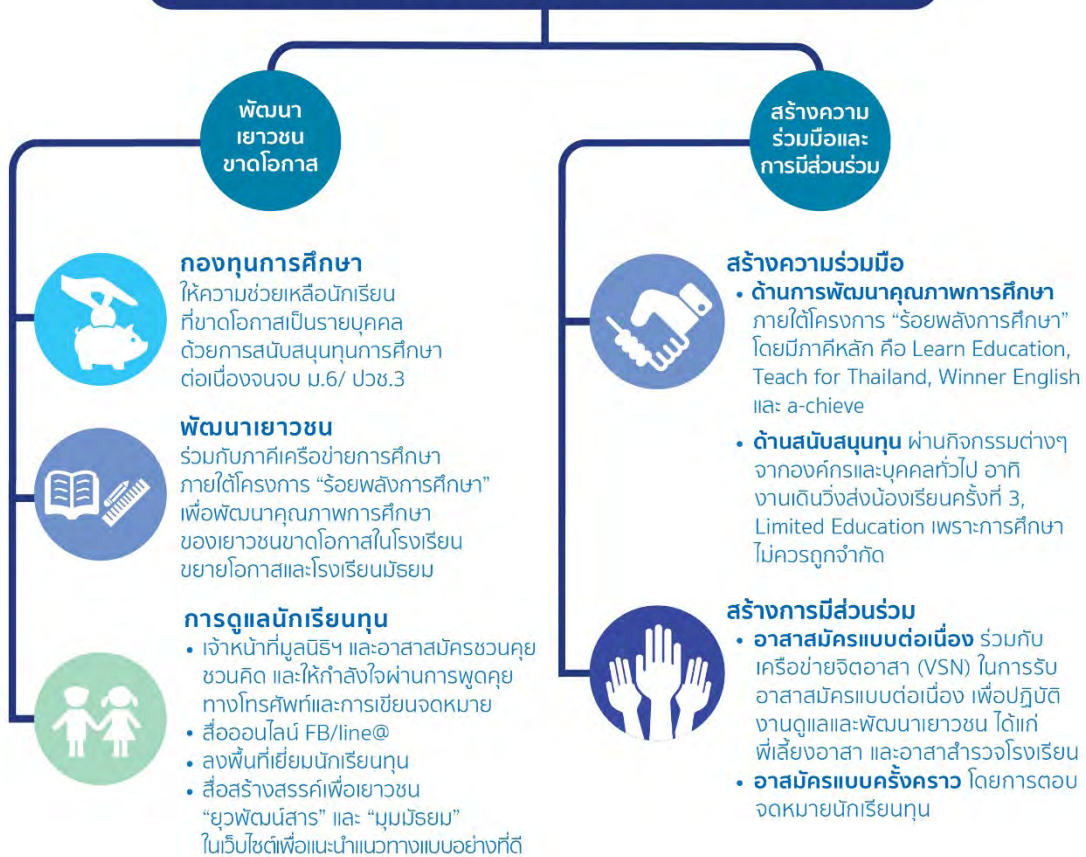 พัฒนา
เยาวชน
ขาดโอกาส
กองทุนการศึกษา
ให้ความช่วยเหลือนักเรียน
ที่ขาดโอกาสเป็นรายบุคคล
ด้วยการสนับสนุนทุนการศึกษา
ต่อเนื่องจนจบ ม.6/ ปวช.3
พัฒนาเยาวชน
ร่วมกับภาคีเครือข่ายการศึกษา
ภายใต้โครงการ “ร้อยพลังการศึกษา”
เพื่อพัฒนาคุณภาพการศึกษา
ของเยาวชนขาดโอกาสในโรงเรียน
ขยายโอกาสและโรงเรียนมัธยม
การดูแลนักเรียนทุน
• เจ้าหน้าที่มูลนิธิฯ และอาสาสมัครชวนคุย
ชวนคิด และให้กำลังใจผ่านการพูดคุย
ทางโทรศัพท์และการเขียนจดหมาย
• สื่อออนไลน์ FB/line@
• ลงพื้นที่เยี่ยมนักเรียนทุน
• สื่อสร้างสรรค์เพื่อเยาวชน
“ยุวพัฒน์สาร” และ “มุมมัธยม”
ในเว็บไซต์เพื่อแนะนำแนวทางแบบอย่างที่ดี
สร้างความ
ร่วมมือและ
การมีส่วนร่วม
สร้างความร่วมมือ
• ด้านการพัฒนาคุณภาพการศึกษา
ภายใต้โครงการ “ร้อยพลังการศึกษา”
โดยมีภาคีหลัก คือ Learn Education,
Teach for Thailand, Winner English
และ a-chieve
• ด้านสนับสนุนทุน ผ่านกิจกรรมต่างๆ
จากองค์กรและบุคคลทั่วไป อาทิ
งานเดินวิ่งส่งน้องเรียนครั้งที่ 3,
Limited Education เพราะการศึกษา
ไม่ควรถูกจำกัด
สร้างการมีส่วนร่วม
• อาสาสมัครแบบต่อเนื่อง ร่วมกับ
เครือข่ายจิตอาสา (VSN) ในการรับ
อาสาสมัครแบบต่อเนื่อง เพื่อปฏิบัติ
งานดูแลและพัฒนาเยาวชน ได้แก่
พี่เลี้ยงอาสา และอาสาสำรวจโรงเรียน
• อาสมัครแบบครั้งคราว โดยการตอบ
จดหมายนักเรียนทุน